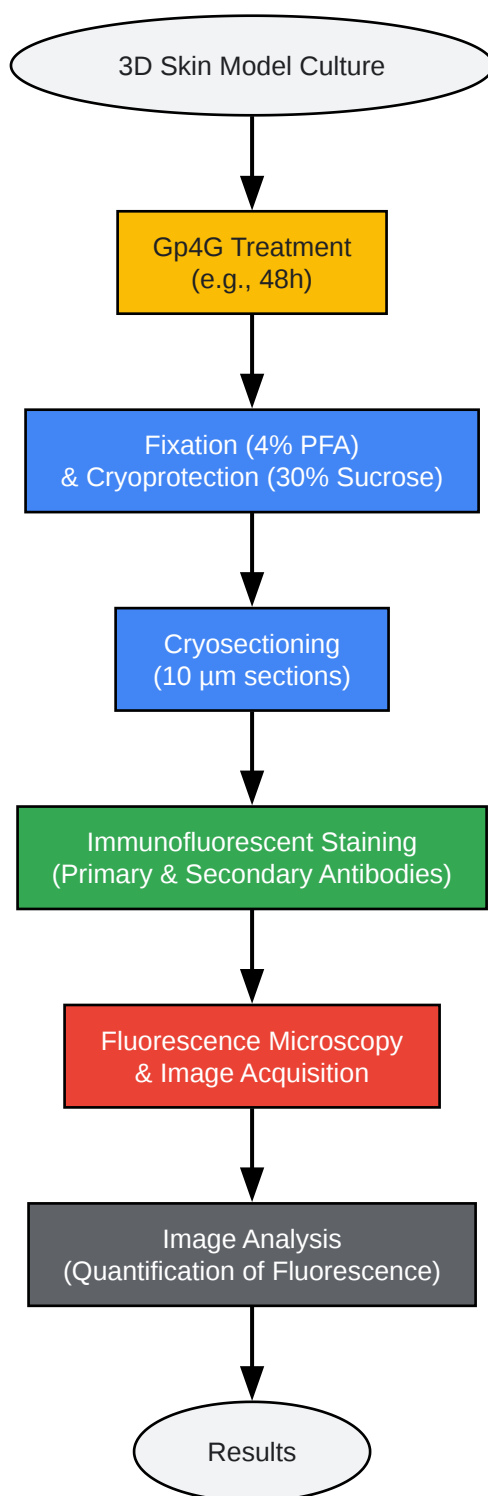 3D Skin Model Culture
Gp4G Treatment
(e.g., 48h)
Fixation (4% PFA)
& Cryoprotection (30% Sucrose)
Cryosectioning
(10 µm sections)
Immunofluorescent Staining
(Primary & Secondary Antibodies)
Fluorescence Microscopy
& Image Acquisition
Image Analysis
(Quantification of Fluorescence)
Results